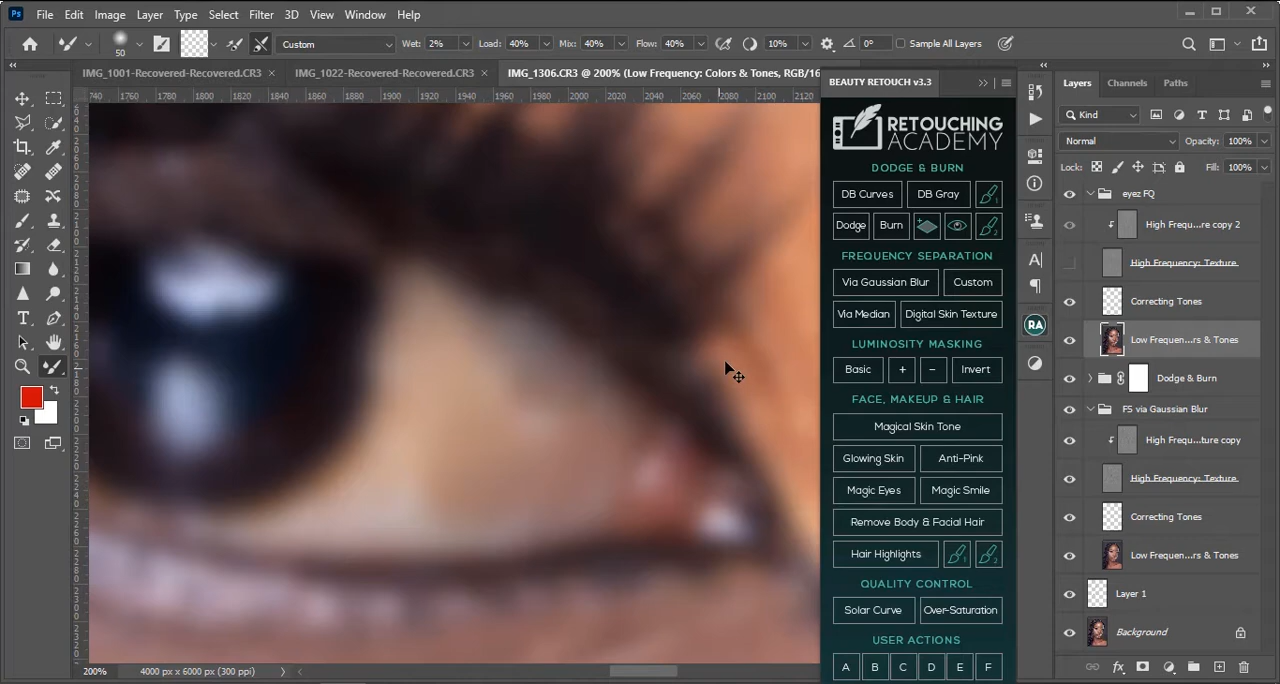 Ps File Edit Image Layer Type Select Filter 3D View Window Help
50 Custom Wet: 2% Load: 40% Mix: 40% Flow: 40% 10% 0° Sample All Layers
IMG_1001-Recovered-Recovered.CR3 × IMG_1022-Recovered-Recovered.CR3 × IMG_1306.CR3 @ 200% (Low Frequency: Colors & Tones, RGB/16
1760 1780 1800 1820 1840 1860 1880 1900 1920 1940 1960 1980 2000 2020 2040 2060 2080 2100 2120
BEAUTY RETOUCH v3.3
RETOUCHING
ACADEMY
DODGE & BURN
DB Curves DB Gray
Dodge Burn
FREQUENCY SEPARATION
Via Gaussian Blur Custom
Via Median Digital Skin Texture
LUMINOSITY MASKING
Basic + − Invert
FACE, MAKEUP & HAIR
Magical Skin Tone
Glowing Skin Anti-Pink
Magic Eyes Magic Smile
Remove Body & Facial Hair
Hair Highlights
QUALITY CONTROL
Solar Curve Over-Saturation
USER ACTIONS
A B C D E F
RA
Layers Channels Paths
Kind
Normal Opacity: 100%
Lock: Fill: 100%
eyez FQ
High Frequ...re copy 2
High Frequency: Texture
Correcting Tones
Low Frequen...rs & Tones
Dodge & Burn
FS via Gaussian Blur
High Frequ...ture copy
High Frequency: Texture
Correcting Tones
Low Frequen...rs & Tones
Layer 1
Background
200% 4000 px x 6000 px (300 ppi)